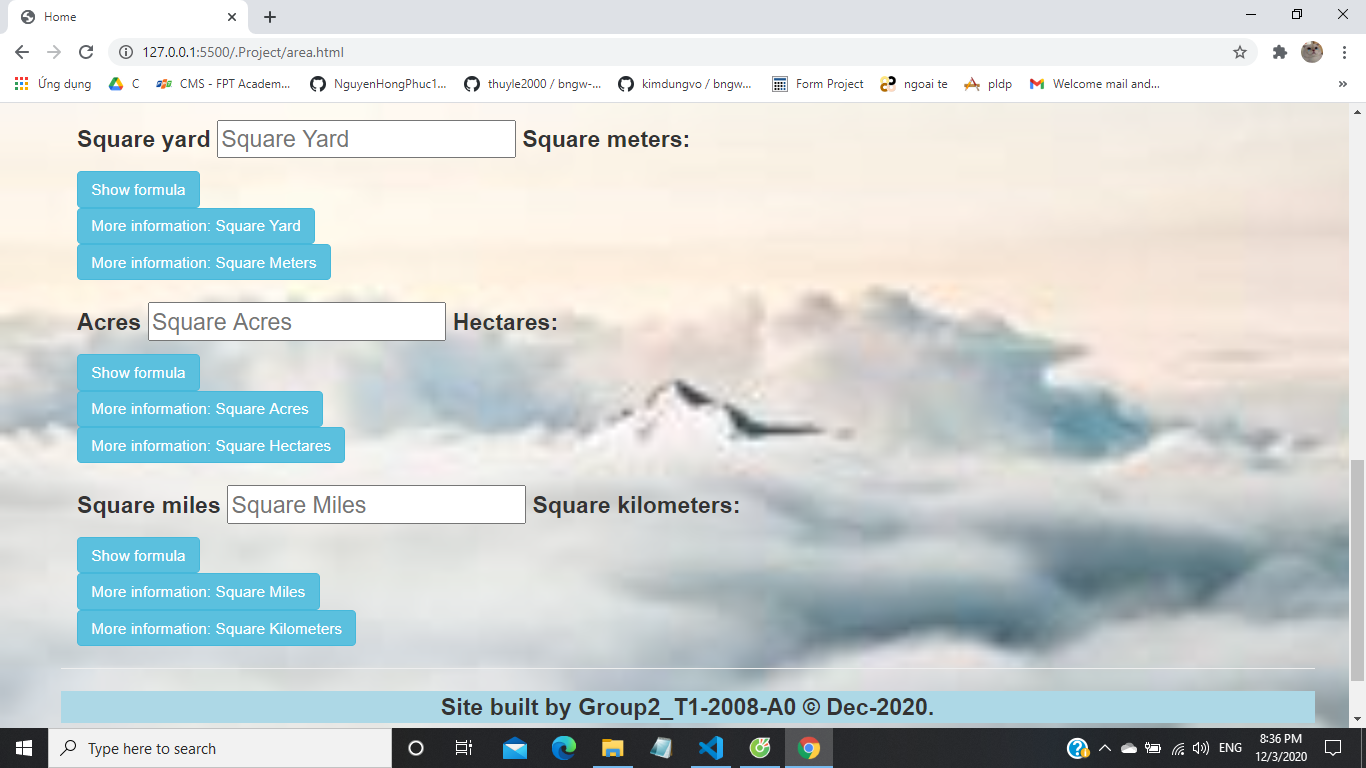 Home
127.0.0.1:5500/.Project/area.html
Ứng dụng C CMS - FPT Academ... NguyenHongPhuc1... thuyle2000 / bngw-... kimdungvo / bngw... Form Project ngoai te pldp Welcome mail and... »
Square yard Square Yard Square meters:
Show formula
More information: Square Yard
More information: Square Meters
Acres Square Acres Hectares:
Show formula
More information: Square Acres
More information: Square Hectares
Square miles Square Miles Square kilometers:
Show formula
More information: Square Miles
More information: Square Kilometers
Site built by Group2_T1-2008-A0 © Dec-2020.
Type here to search
ENG
8:36 PM
12/3/2020